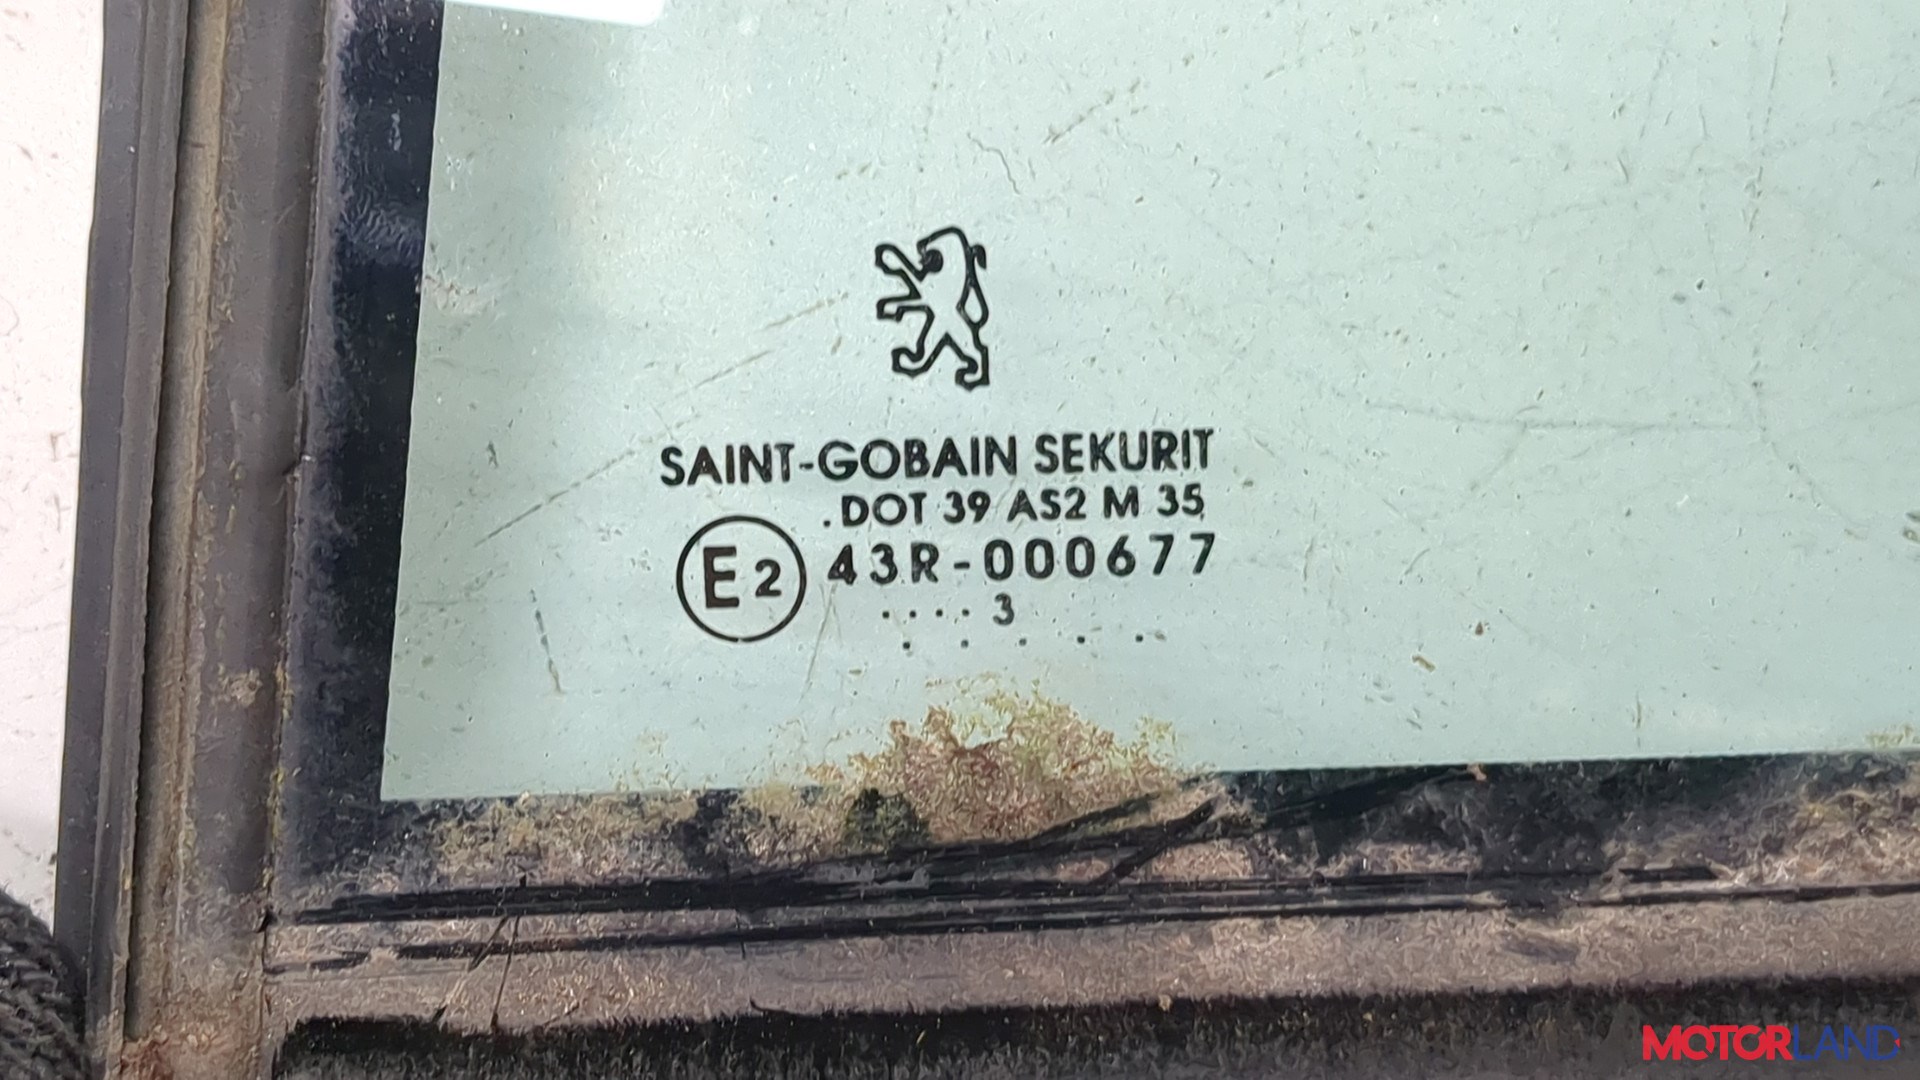 SAINT-GOBAIN SEKURIT
.DOT 39 AS2 M 35
E2 43R-000677
....3
. . . . .
MOTORLAND